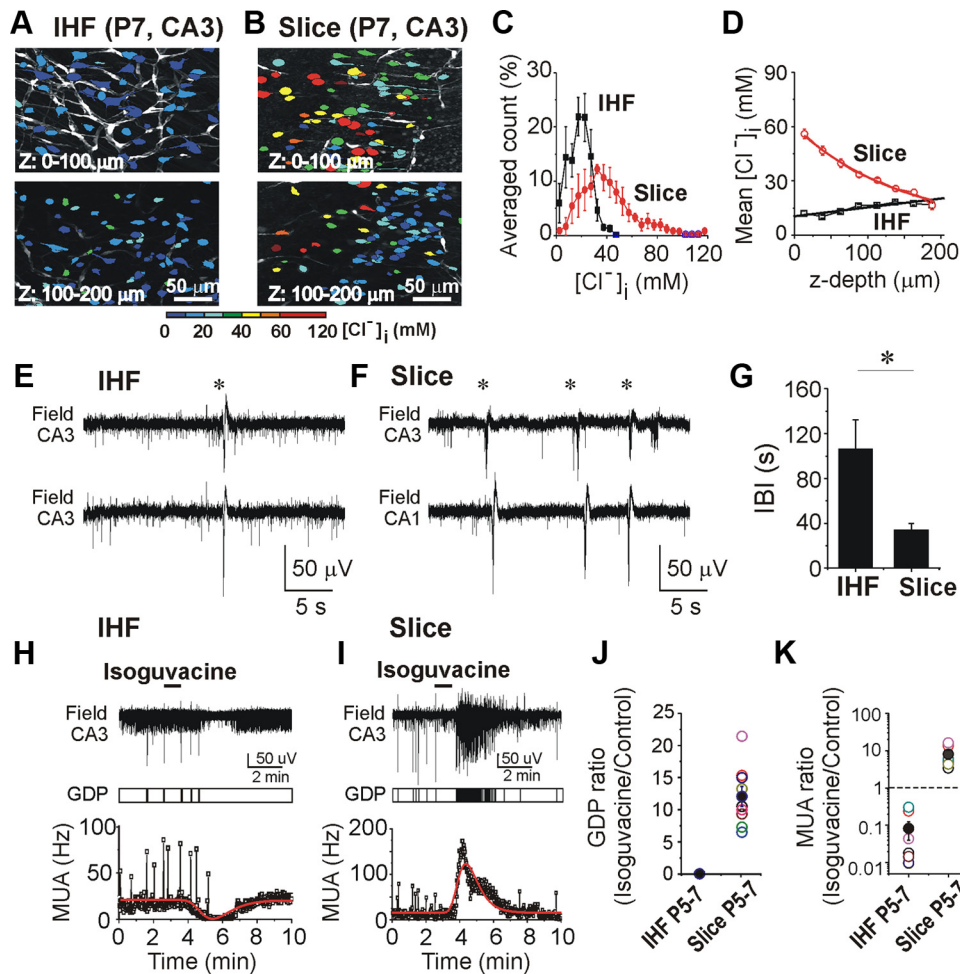 A IHF (P7, CA3)
Z: 0-100 μm
Z: 100-200 μm
50 μm
B Slice (P7, CA3)
Z: 0-100 μm
Z: 100-200 μm
50 μm
0 20 40 60 120 [Cl⁻]i (mM)
C
Averaged count (%)
30
20
10
0
IHF
Slice
0 40 80 120
[Cl⁻]i (mM)
D
Mean [Cl⁻]i (mM)
90
60
30
0
Slice
IHF
0 50 100 150 200
z-depth (μm)
E IHF
*
Field
CA3
Field
CA3
50 μV
5 s
F Slice
* * *
Field
CA3
Field
CA1
50 μV
5 s
G
*
IBI (s)
160
120
80
40
0
IHF Slice
H IHF
Isoguvacine
Field
CA3
50 uV
2 min
GDP
MUA (Hz)
100
50
0
0 2 4 6 8 10
Time (min)
I Slice
Isoguvacine
Field
CA3
50 uV
2 min
GDP
200
100
0
0 2 4 6 8 10
Time (min)
J
GDP ratio
(Isoguvacine/Control)
25
20
15
10
5
0
IHF P5-7
Slice P5-7
K
MUA ratio
(Isoguvacine/Control)
100
10
1
0.1
0.01
IHF P5-7
Slice P5-7